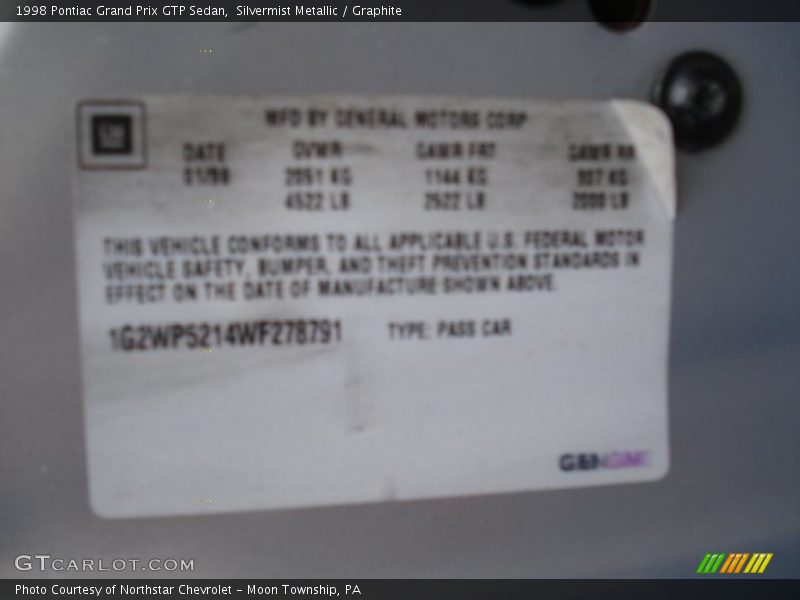 1998 Pontiac Grand Prix GTP Sedan, Silvermist Metallic / Graphite
GM
MFD BY GENERAL MOTORS CORP
DATE GVWR GAWR FRT GAWR RR
01/98 2051 KG 1144 KG 907 KG
4522 LB 2522 LB 2000 LB
THIS VEHICLE CONFORMS TO ALL APPLICABLE U.S. FEDERAL MOTOR
VEHICLE SAFETY, BUMPER, AND THEFT PREVENTION STANDARDS IN
EFFECT ON THE DATE OF MANUFACTURE SHOWN ABOVE.
1G2WP5214WF278791 TYPE: PASS CAR
GTCARLOT.COM
Photo Courtesy of Northstar Chevrolet - Moon Township, PA